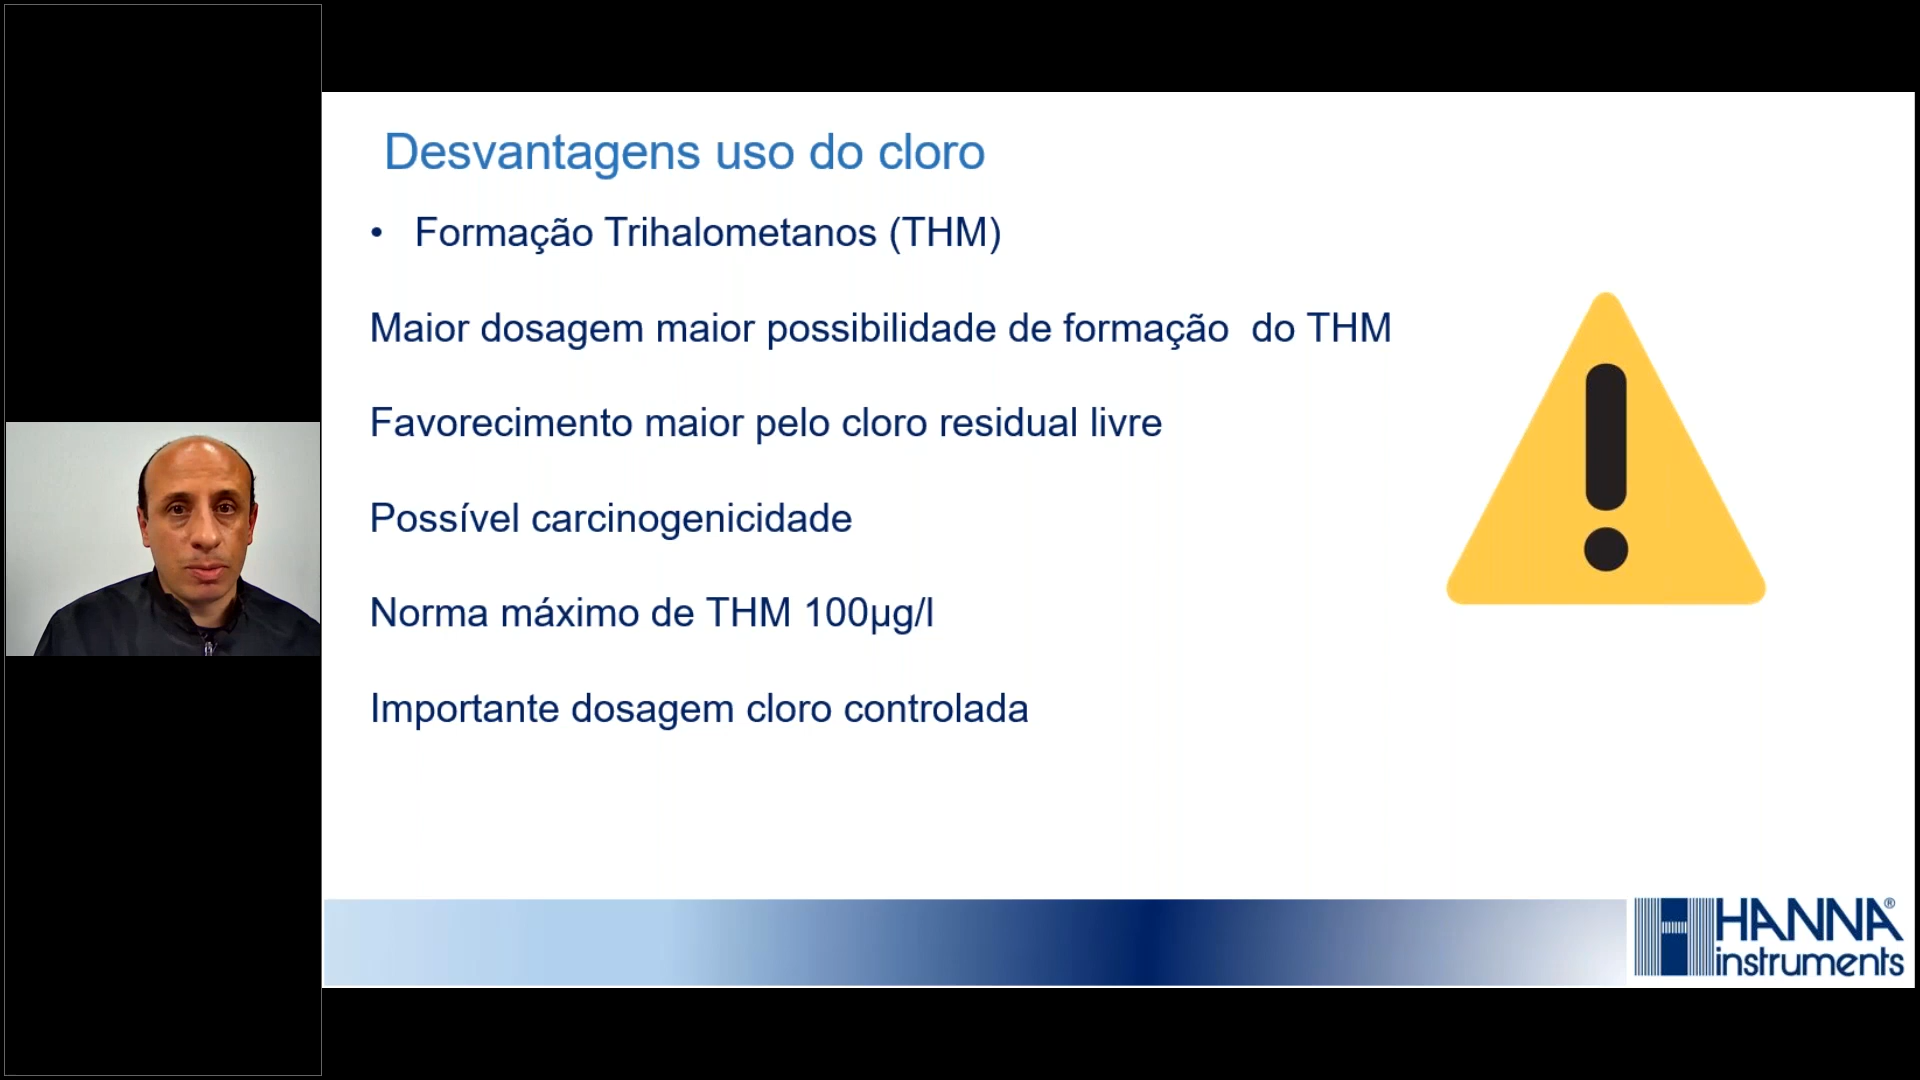 Desvantagens uso do cloro
• Formação Trihalometanos (THM)
Maior dosagem maior possibilidade de formação do THM
Favorecimento maior pelo cloro residual livre
Possível carcinogenicidade
Norma máximo de THM 100µg/l
Importante dosagem cloro controlada
HANNA®
instruments